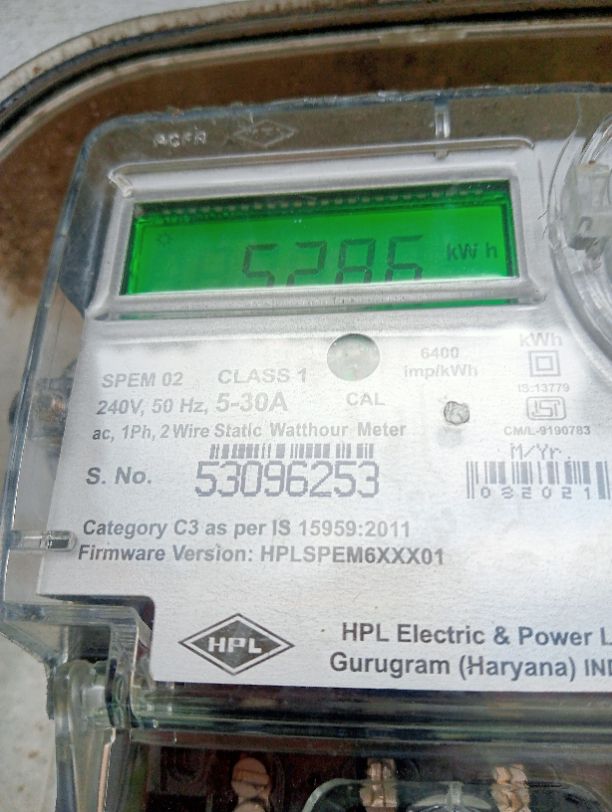 5286 kWh
6400
imp/kWh
kWh
SPEM 02 CLASS 1
240V, 50 Hz, 5-30A
CAL
IS:13779
CM/L-9190783
ac, 1Ph, 2 Wire Static Watthour Meter
M/Yr.
S. No. 53096253
032021
Category C3 as per IS 15959:2011
Firmware Version: HPLSPEM6XXX01
HPL
HPL Electric & Power
Gurugram (Haryana)